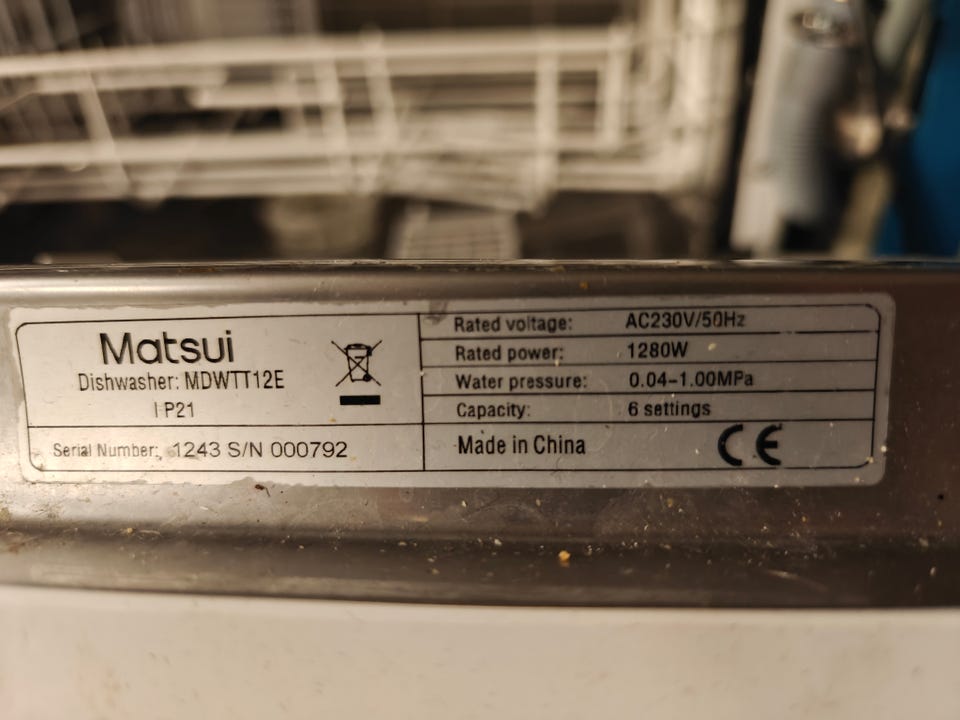 Matsui
Dishwasher: MDWTT12E
IP21
Serial Number: 1243 S/N 000792
Rated voltage: AC230V/50Hz
Rated power: 1280W
Water pressure: 0.04-1.00MPa
Capacity: 6 settings
Made in China CE